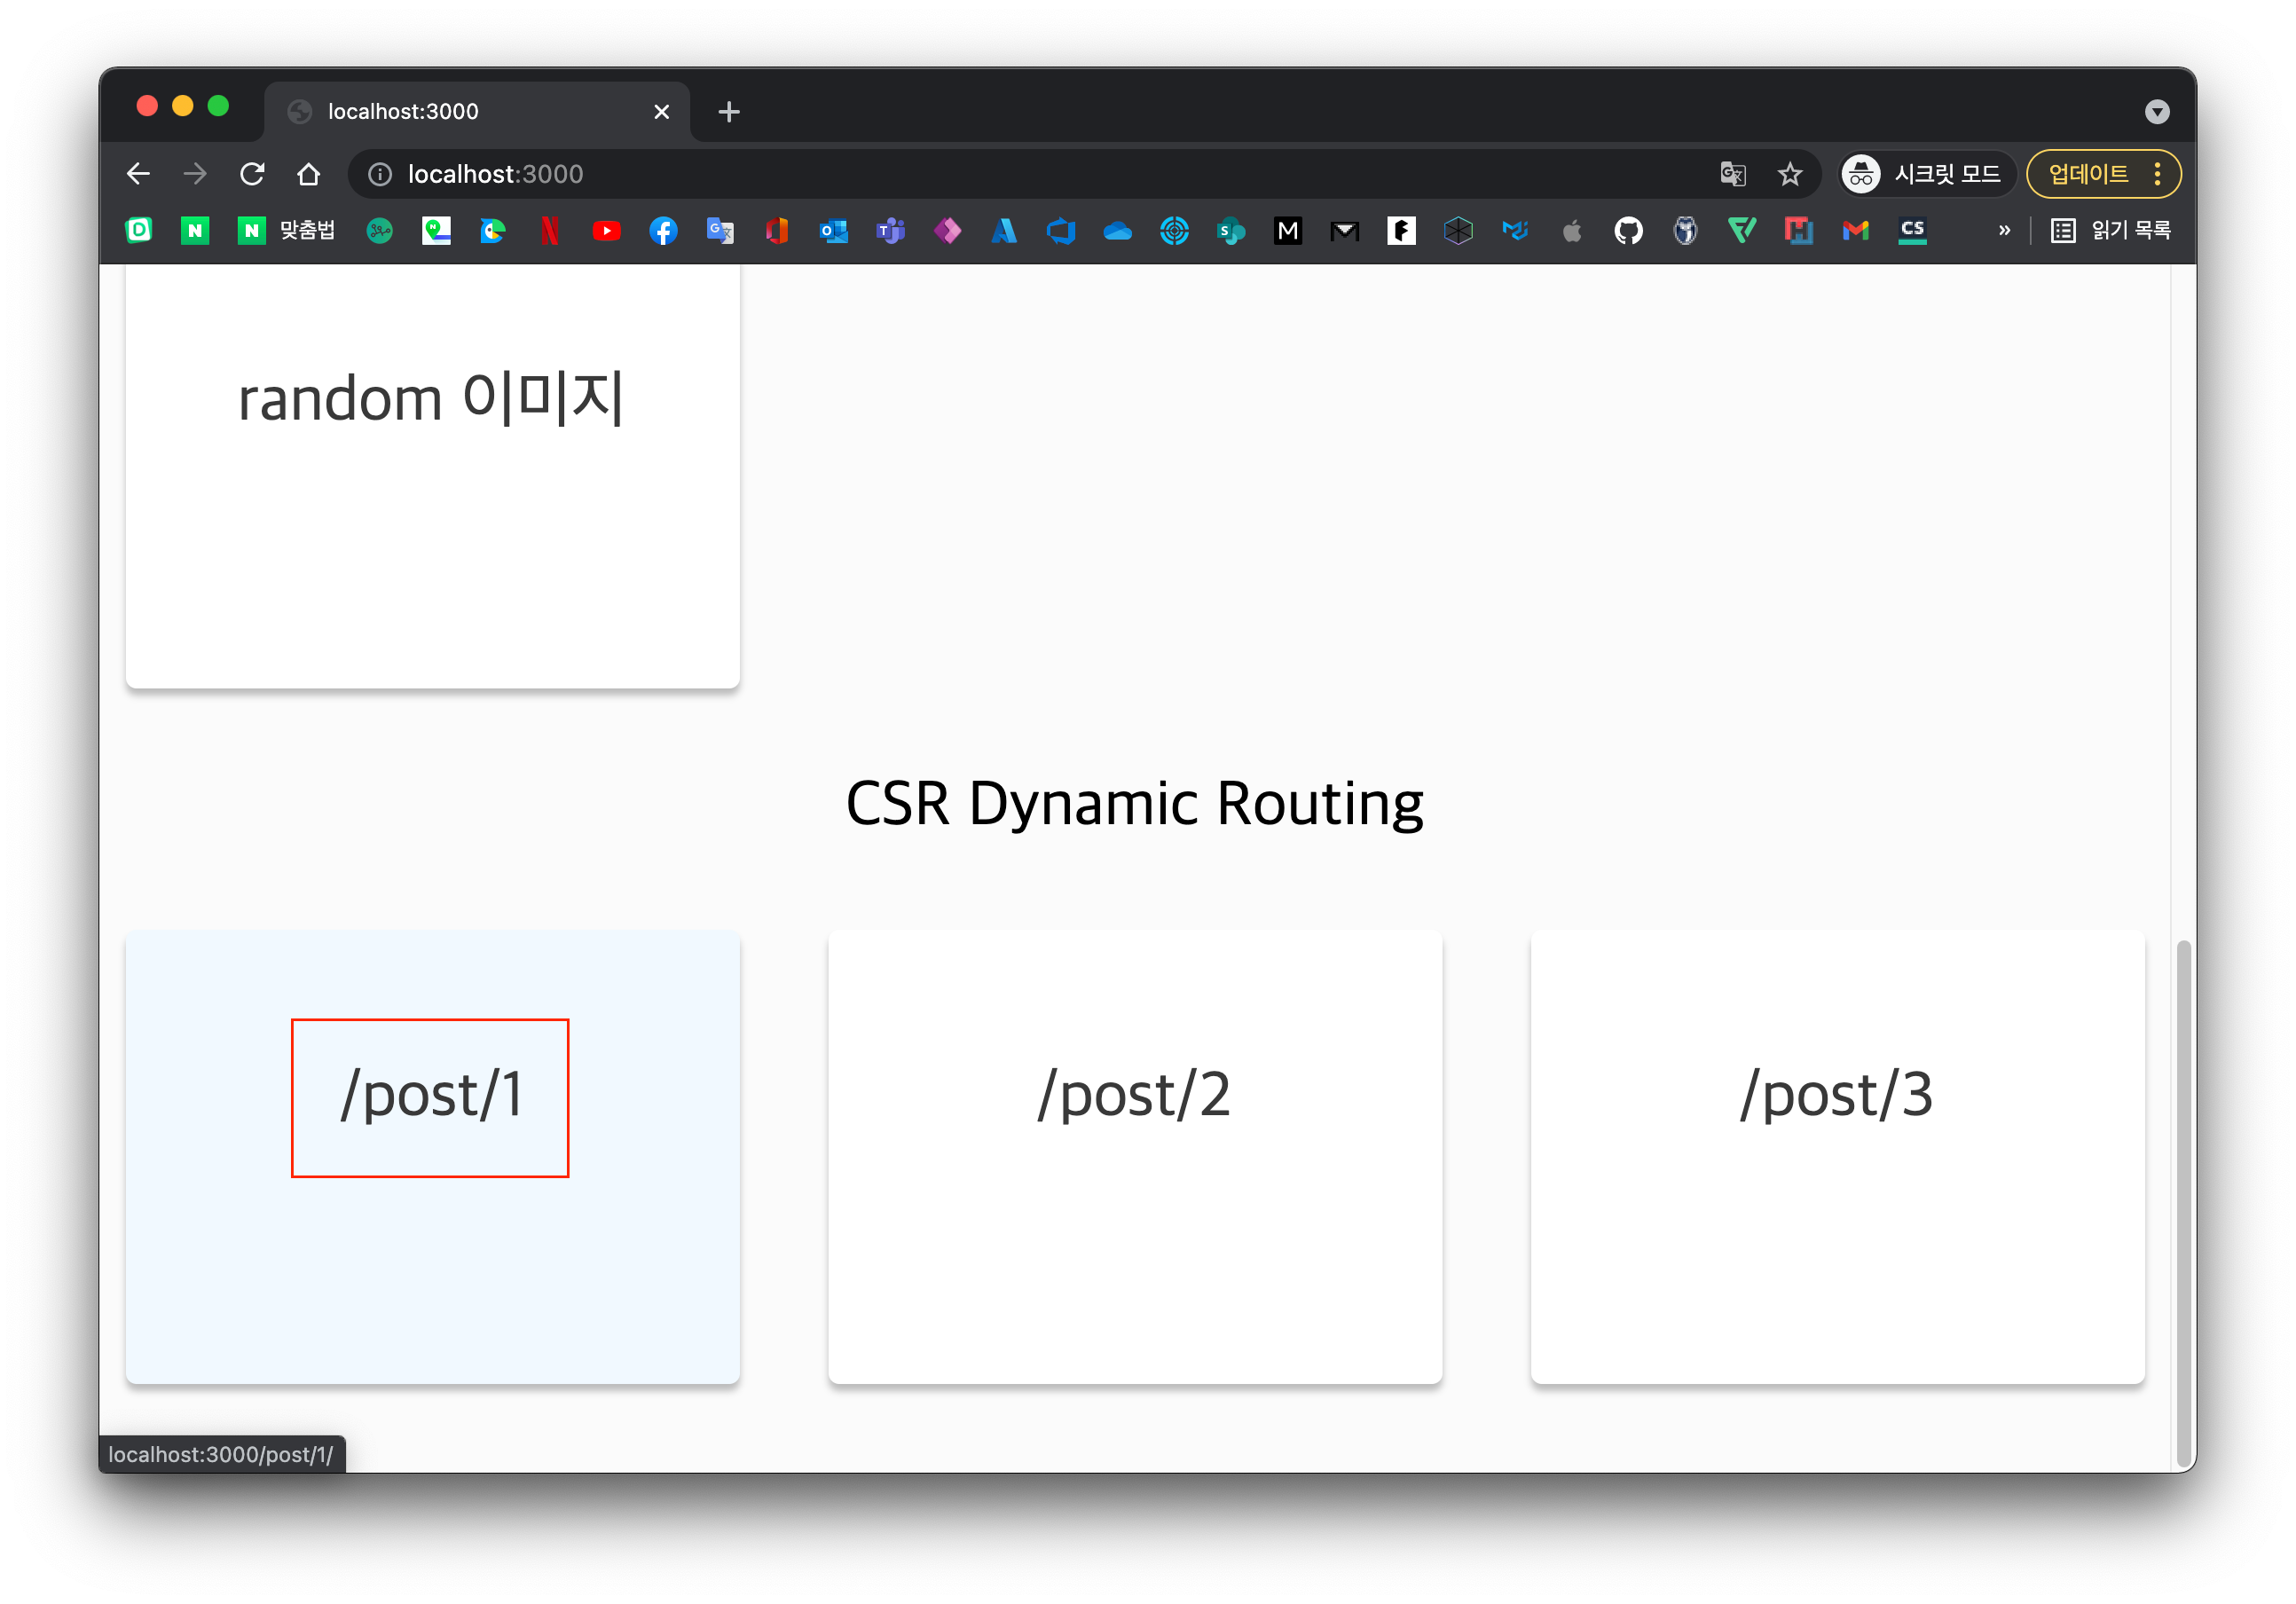 localhost:3000
localhost:3000
시크릿 모드
업데이트
맞춤법
읽기 목록
random 이미지
CSR Dynamic Routing
/post/1
/post/2
/post/3
localhost:3000/post/1/